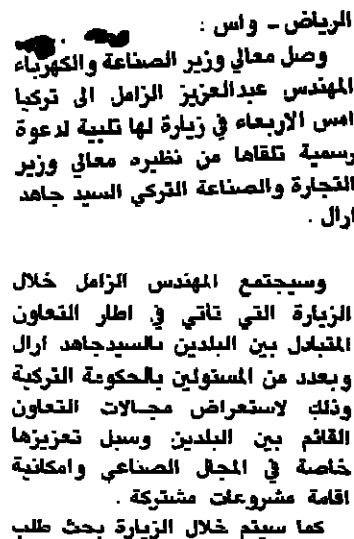 الرياض - واس :
وصل معالي وزير الصناعة والكهرباء
المهندس عبدالعزيز الزامل الى تركيا
امس الاربعاء في زيارة لها تلبية لدعوة
رسمية تلقاها من نظيره معالي وزير
التجارة والصناعة التركي السيد جاهد
ارال .
وسيجتمع المهندس الزامل خلال
الزيارة التي تأتي في اطار التعاون
المتبادل بين البلدين بالسيدجاهد ارال
وبعدد من المسئولين بالحكومة التركية
وذلك لاستعراض مجالات التعاون
القائم بين البلدين وسبل تعزيزها
خاصة في المجال الصناعي وامكانية
اقامة مشروعات مشتركة .
كما سيتم خلال الزيارة بحث طلب